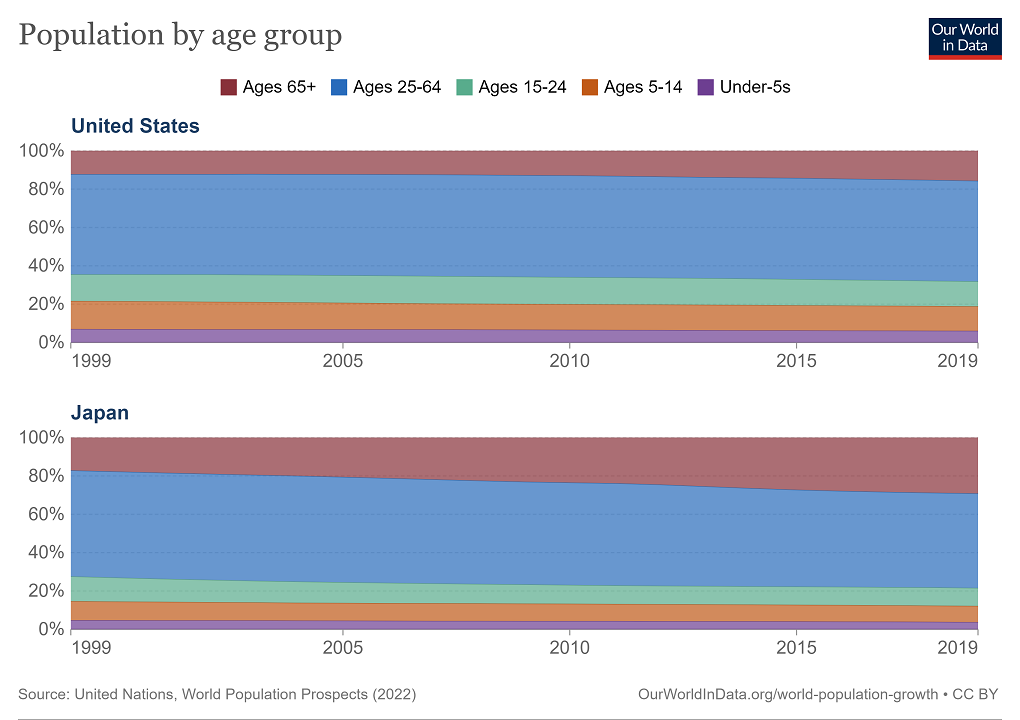 Population by age group
Our World
in Data
Ages 65+ Ages 25-64 Ages 15-24 Ages 5-14 Under-5s
United States
100%
80%
60%
40%
20%
0%
1999 2005 2010 2015 2019
Japan
100%
80%
60%
40%
20%
0%
1999 2005 2010 2015 2019
Source: United Nations, World Population Prospects (2022) OurWorldInData.org/world-population-growth • CC BY